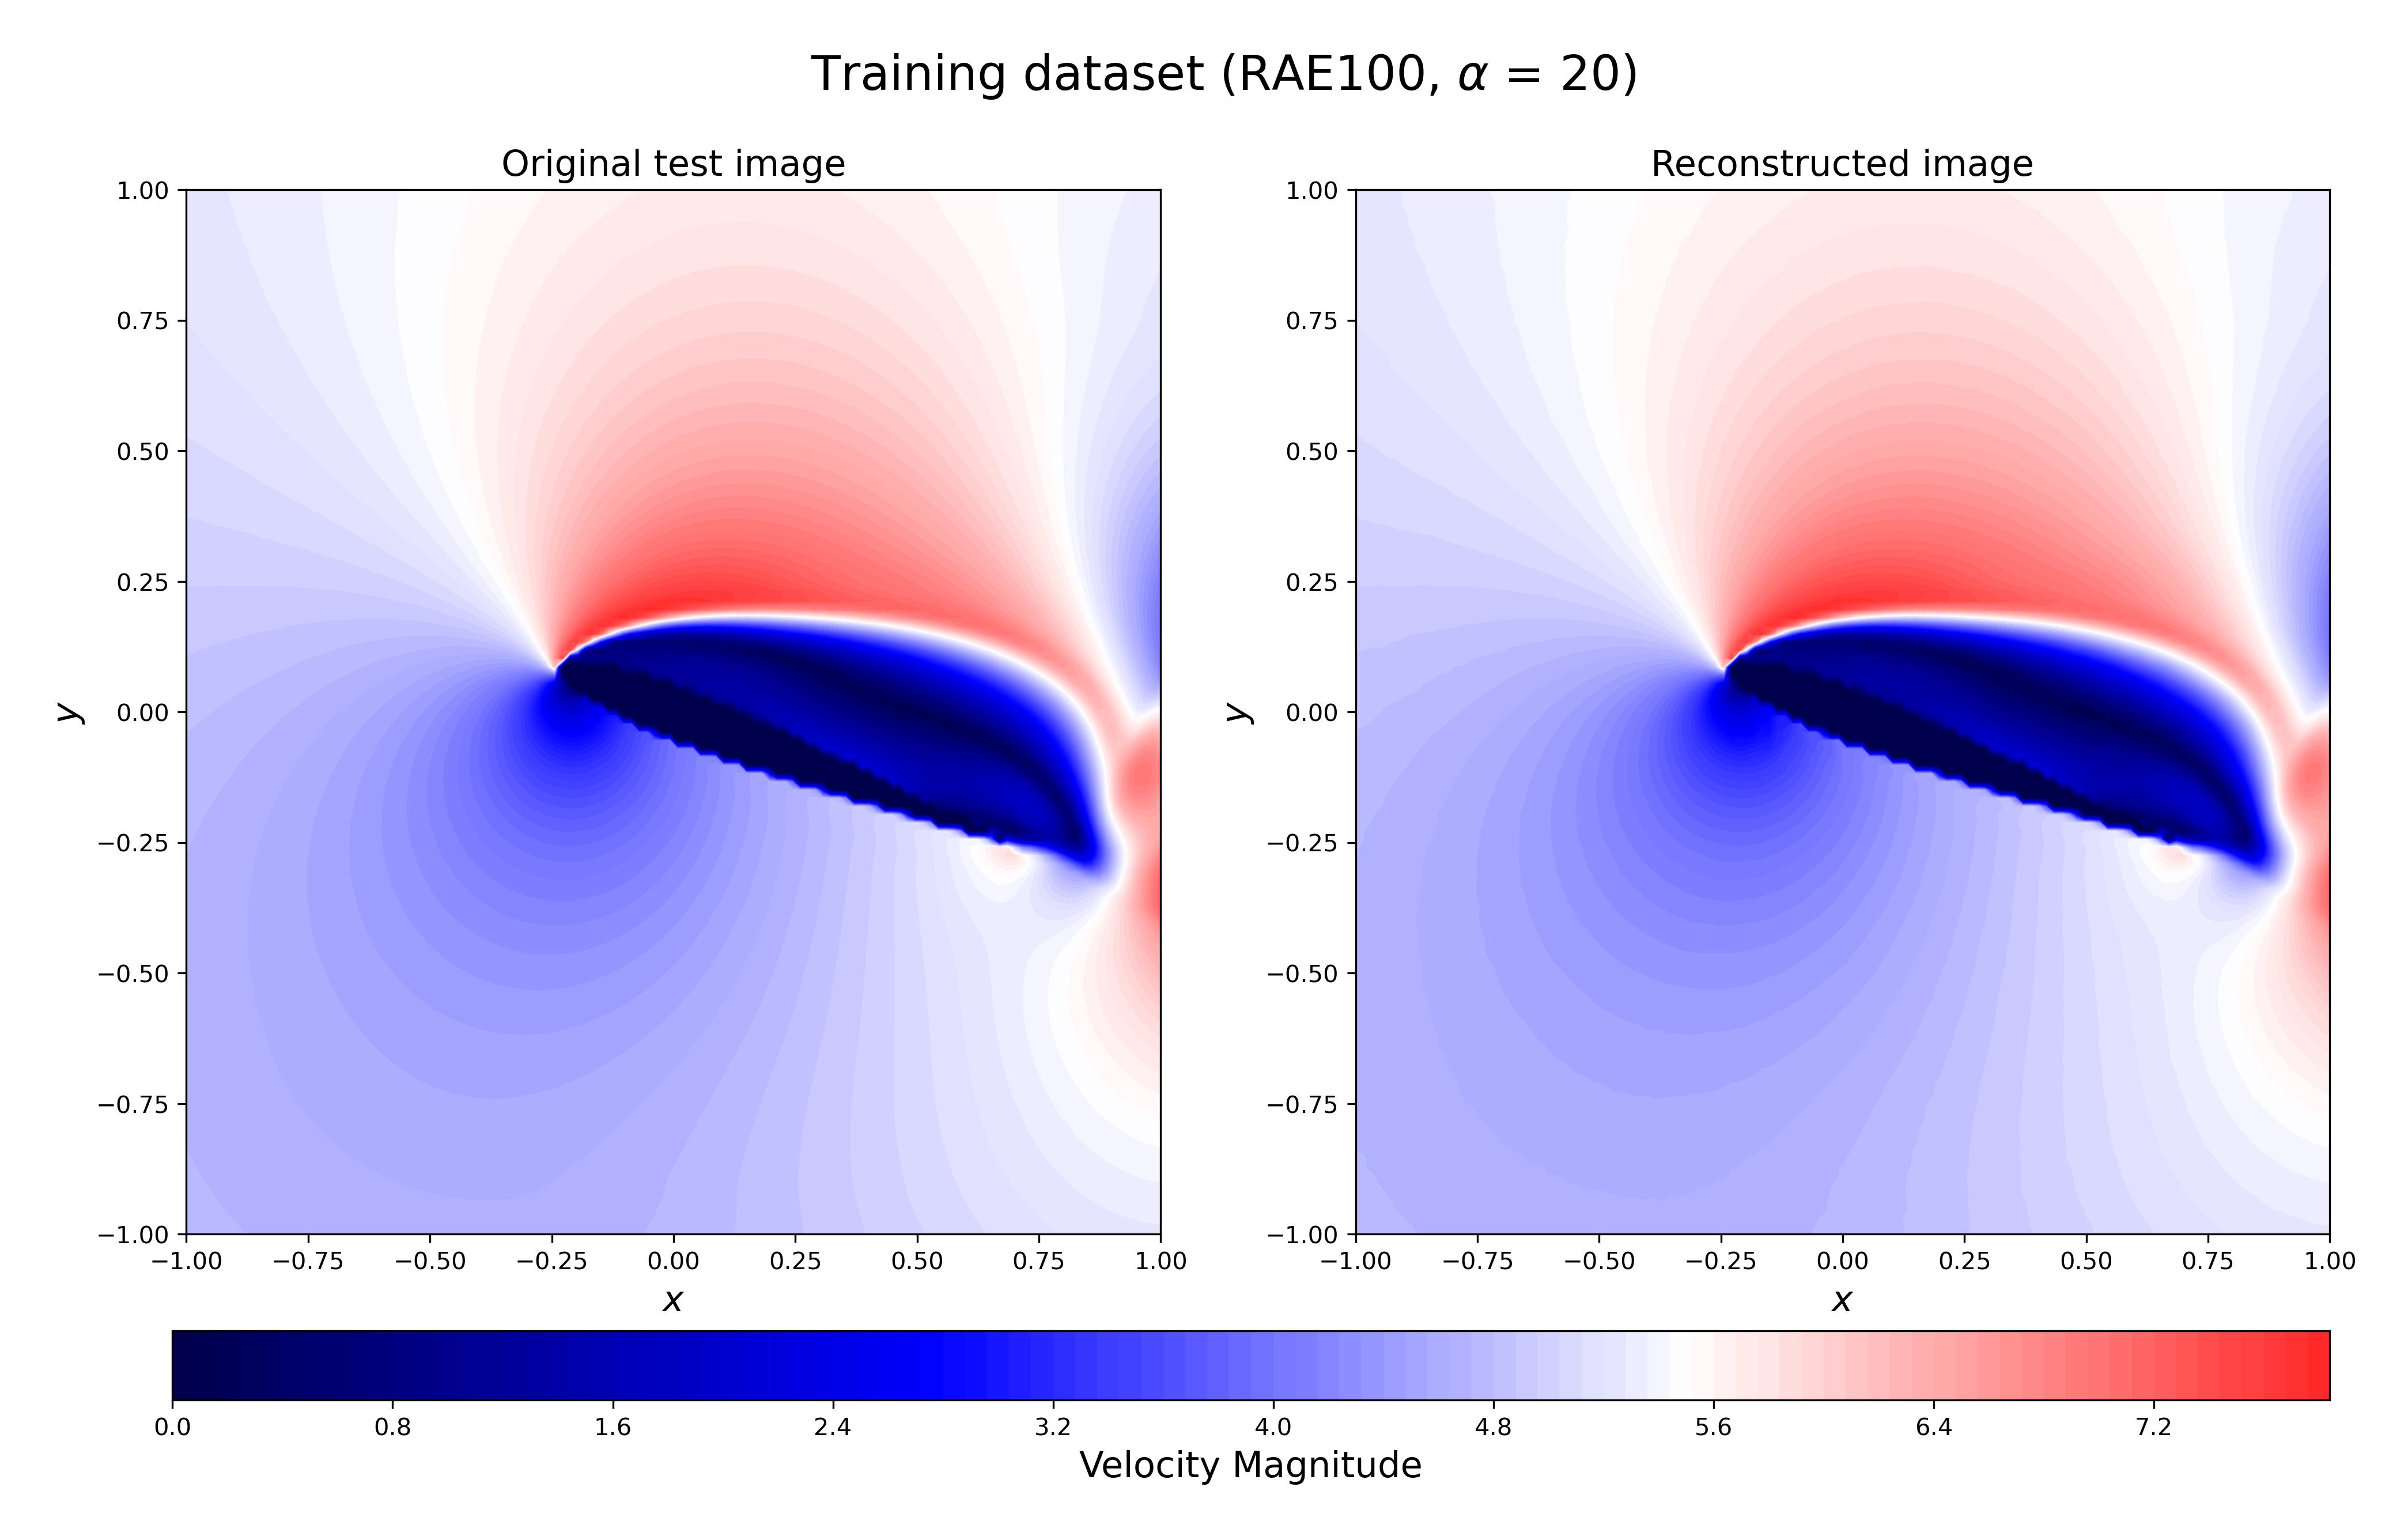 Training dataset (RAE100, α = 20)
Original test image
Reconstructed image
1.00
0.75
0.50
0.25
0.00
−0.25
−0.50
−0.75
−1.00
y
−1.00 −0.75 −0.50 −0.25 0.00 0.25 0.50 0.75 1.00
x
1.00
0.75
0.50
0.25
0.00
−0.25
−0.50
−0.75
−1.00
y
−1.00 −0.75 −0.50 −0.25 0.00 0.25 0.50 0.75 1.00
x
0.0 0.8 1.6 2.4 3.2 4.0 4.8 5.6 6.4 7.2
Velocity Magnitude